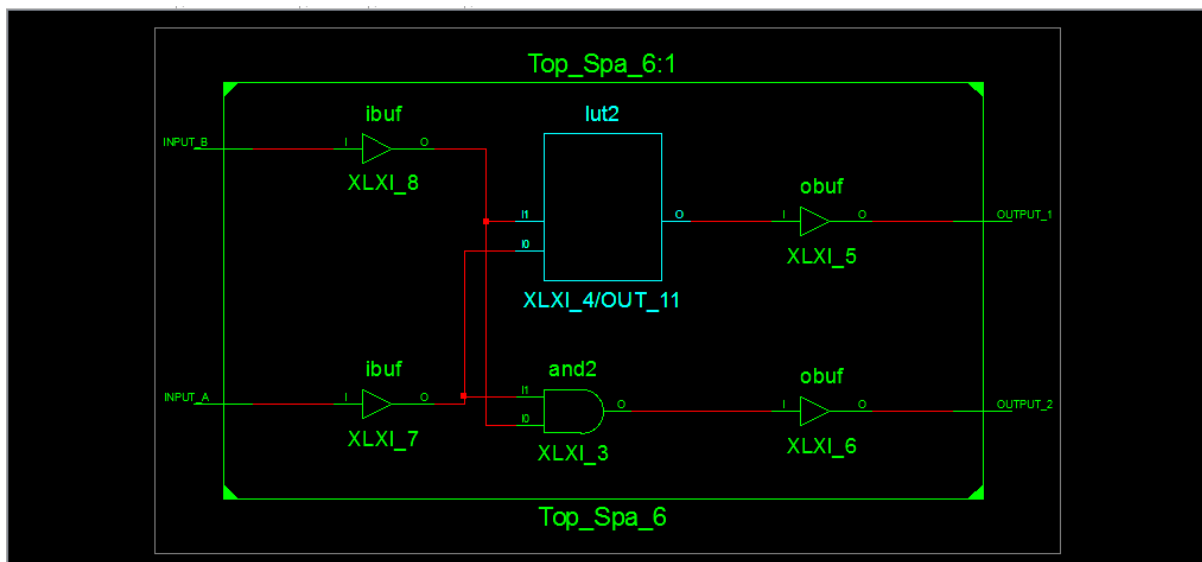 Top_Spa_6:1
ibuf
lut2
INPUT_B
I
O
XLXI_8
obuf
I1
O
I
O
OUTPUT_1
I0
XLXI_5
XLXI_4/OUT_11
ibuf
and2
obuf
INPUT_A
I
O
I1
O
I
O
OUTPUT_2
I0
XLXI_7
XLXI_3
XLXI_6
Top_Spa_6